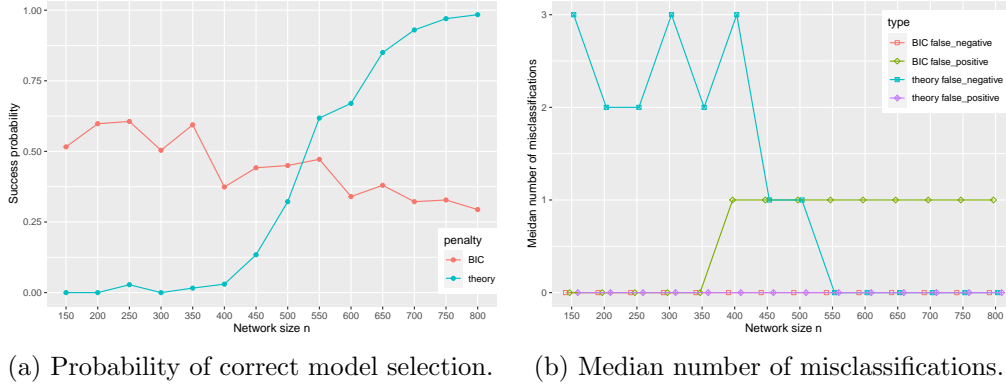 1.00
0.75
0.50
0.25
0.00
Success probability
150 200 250 300 350 400 450 500 550 600 650 700 750 800
Network size n
penalty
BIC
theory
(a) Probability of correct model selection.
3
2
1
0
Meidan number of misclassifications
150 200 250 300 350 400 450 500 550 600 650 700 750 800
Network size n
type
BIC false_negative
BIC false_positive
theory false_negative
theory false_positive
(b) Median number of misclassifications.